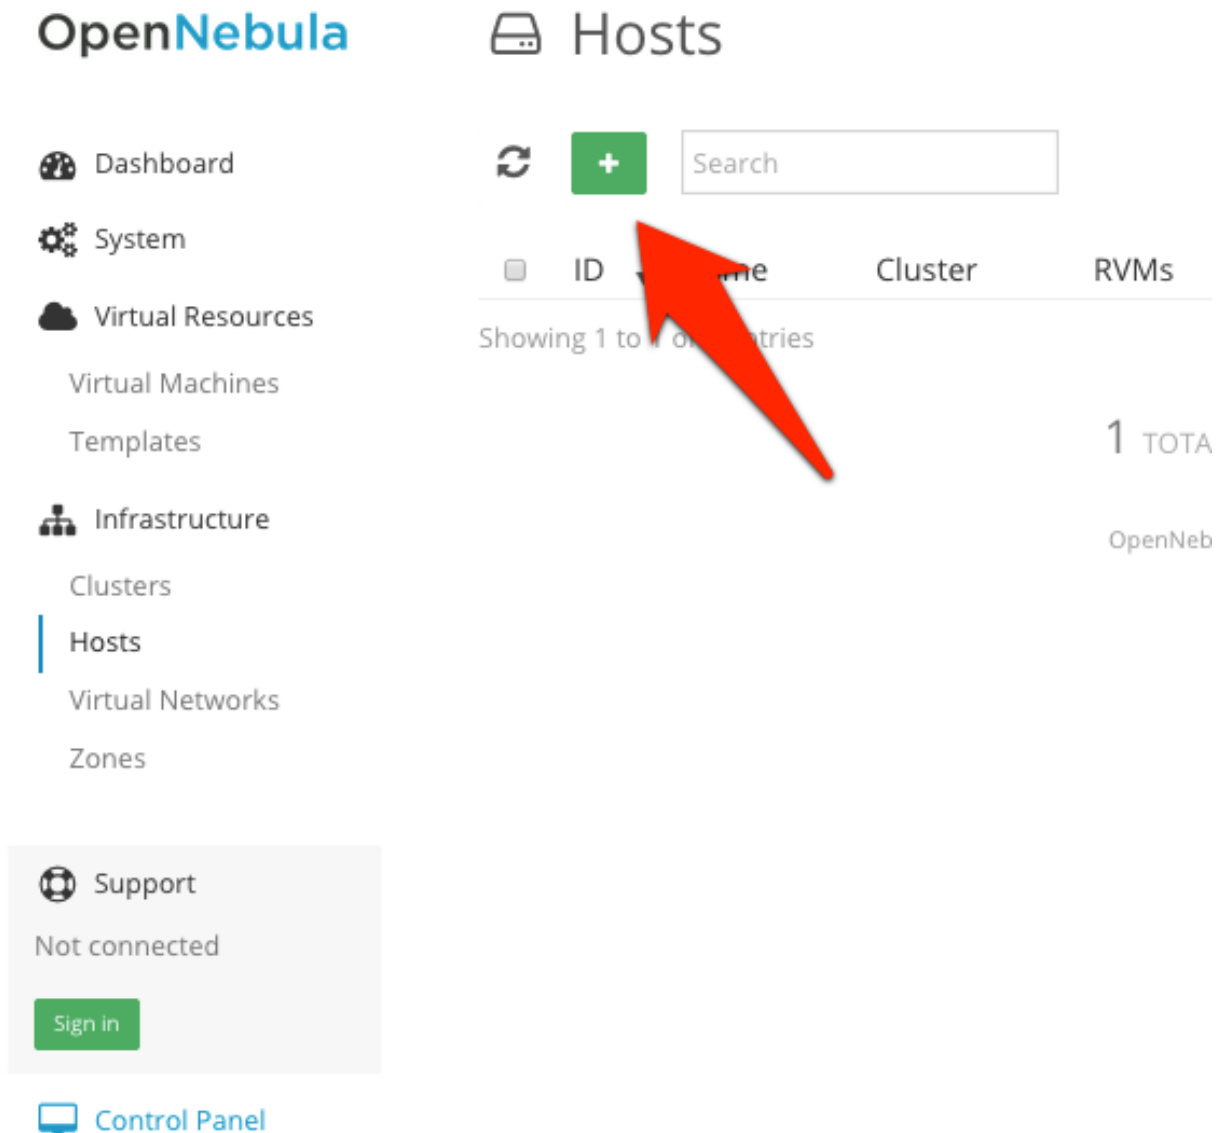 OpenNebula
Hosts
Dashboard
System
Virtual Resources
Virtual Machines
Templates
Infrastructure
Clusters
Hosts
Virtual Networks
Zones
Support
Not connected
Sign in
Control Panel
+
Search
ID Cluster RVMs
Showing 1 to
1 TOTA
OpenNeb